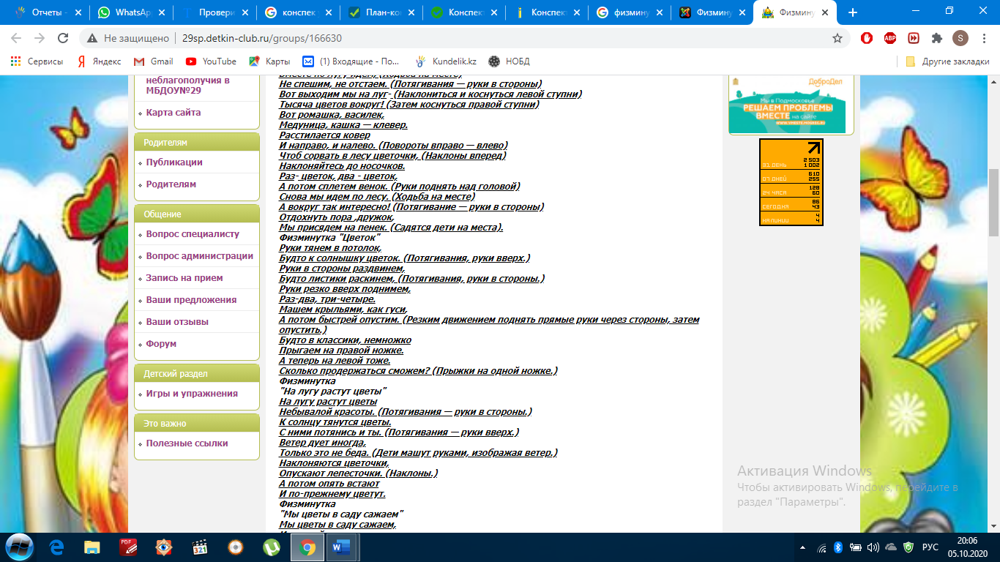 Отчеты -
WhatsApp
Провери
конспек
План-ко
Конспек
Конспек
физмину
Физмину
Физмину
Не защищено
29sp.detkin-club.ru/groups/166630
S
Сервисы
Яндекс
Gmail
YouTube
Карты
(1) Входящие - По...
Kundelik.kz
НОБД
Другие закладки
неблагополучия в
МБДОУ№29
Карта сайта
Родителям
Публикации
Родителям
Общение
Вопрос специалисту
Вопрос администрации
Запись на прием
Ваши предложения
Ваши отзывы
Форум
Детский раздел
Игры и упражнения
Это важно
Полезные ссылки
Вместе по лугу идем, (Ходьба на месте)
Не спешим, не отстаем. (Потягивания — руки в стороны)
Вот выходим мы на луг- (Наклониться и коснуться левой ступни)
Тысяча цветов вокруг! (Затем коснуться правой ступни)
Вот ромашка, василек,
Медуница, кашка — клевер.
Расстилается ковер
И направо, и налево. (Повороты вправо — влево)
Чтоб сорвать в лесу цветочки, (Наклоны вперед)
Наклоняйтесь до носочков.
Раз- цветок, два - цветок,
А потом сплетем венок. (Руки поднять над головой)
Снова мы идем по лесу. (Ходьба на месте)
А вокруг так интересно! (Потягивание — руки в стороны)
Отдохнуть пора ,дружок,
Мы присядем на пенек. (Садятся дети на места).
Физминутка "Цветок"
Руки тянем в потолок,
Будто к солнышку цветок. (Потягивания, руки вверх.)
Руки в стороны раздвинем,
Будто листики раскинем, (Потягивания, руки в стороны.)
Руки резко вверх поднимем,
Раз-два, три-четыре.
Машем крыльями, как гуси,
А потом быстрей опустим. (Резким движением поднять прямые руки через стороны, затем
опустить.)
Будто в классики, немножко
Прыгаем на правой ножке.
А теперь на левой тоже.
Сколько продержаться сможем? (Прыжки на одной ножке.)
Физминутка
"На лугу растут цветы"
На лугу растут цветы
Небывалой красоты. (Потягивания — руки в стороны.)
К солнцу тянутся цветы.
С ними потянись и ты. (Потягивания — руки вверх.)
Ветер дует иногда,
Только это не беда. (Дети машут руками, изображая ветер.)
Наклоняются цветочки,
Опускают лепесточки. (Наклоны.)
А потом опять встают
И по-прежнему цветут.
Физминутка
"Мы цветы в саду сажаем"
Мы цветы в саду сажаем,
ДоброДел
Мы в Подмосковье
РЕШАЕМ ПРОБЛЕМЫ
ВМЕСТЕ на сайте
31 ДЕНЬ 2 503 1 002
07 ДНЕЙ 610 255
24 ЧАСА 128 60
СЕГОДНЯ 86 43
НА ЛИНИИ 4 4
Активация Windows
Чтобы активировать Windows, перейдите в
раздел "Параметры".
PDF
321
РУС
20:06
05.10.2020